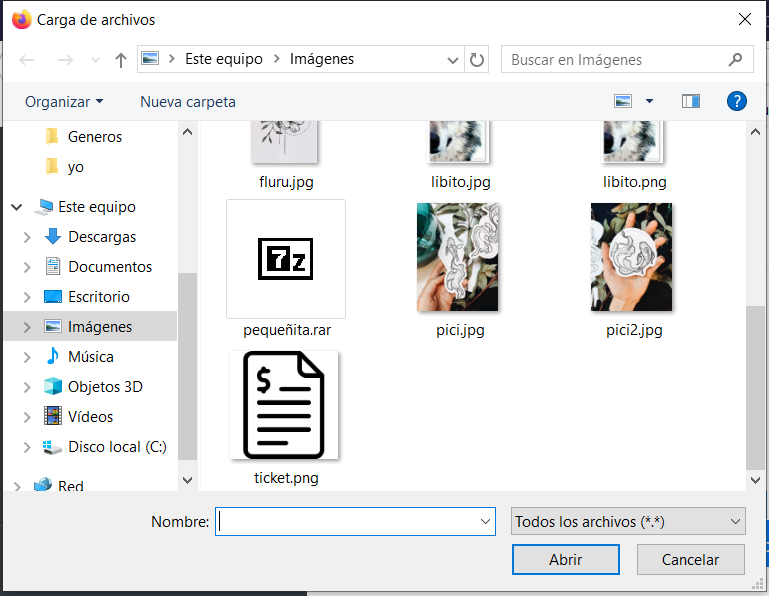 Carga de archivos
Este equipo > Imágenes
Buscar en Imágenes
Organizar
Nueva carpeta
?
Generos
yo
Este equipo
Descargas
Documentos
Escritorio
Imágenes
Música
Objetos 3D
Vídeos
Disco local (C:)
Red
fluru.jpg
libito.jpg
libito.png
7z
pequeñita.rar
pici.jpg
pici2.jpg
$
ticket.png
Nombre:
Todos los archivos (*.*)
Abrir
Cancelar